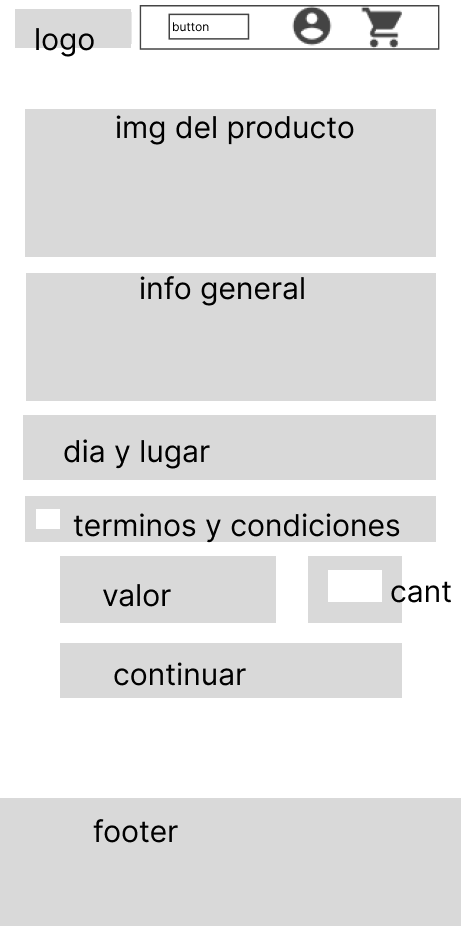 logo
button
img del producto
info general
dia y lugar
terminos y condiciones
valor
cant
continuar
footer